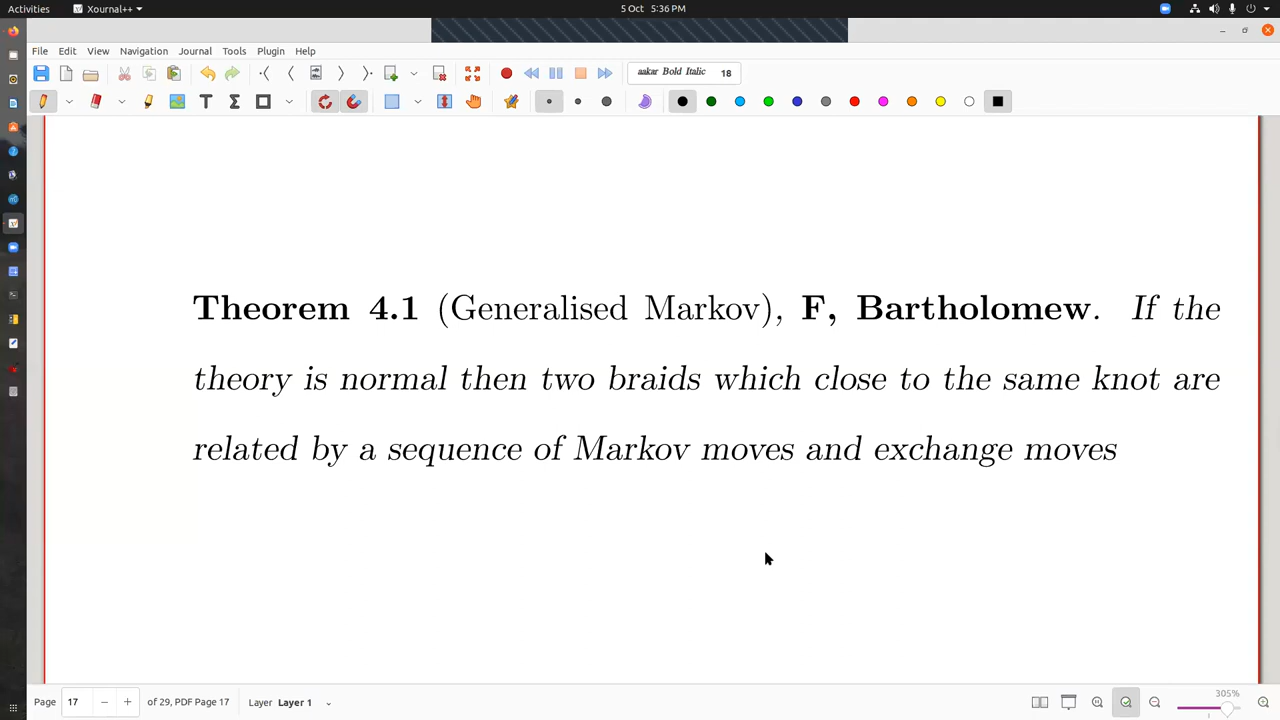 Activities Xournal++ 5 Oct 5:36 PM
File Edit View Navigation Journal Tools Plugin Help
aakar Bold Italic 18
Theorem 4.1 (Generalised Markov), F, Bartholomew. If the
theory is normal then two braids which close to the same knot are
related by a sequence of Markov moves and exchange moves
Page 17 of 29, PDF Page 17 Layer Layer 1 305%